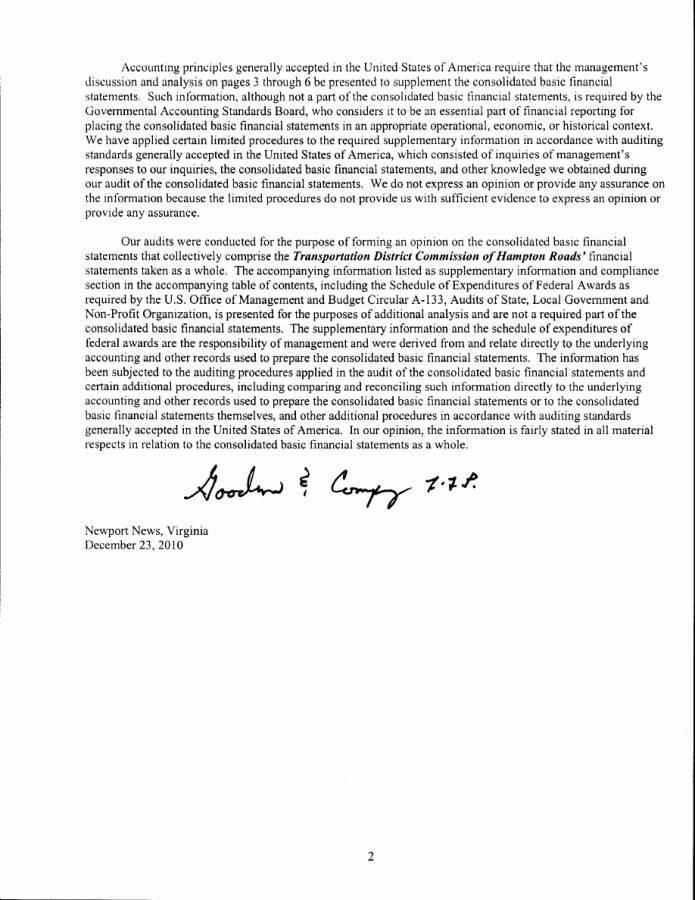 Accounting principles generally accepted in the United States of America require that the management's
discussion and analysis on pages 3 through 6 be presented to supplement the consolidated basic financial
statements. Such information, although not a part of the consolidated basic financial statements, is required by the
Governmental Accounting Standards Board, who considers it to be an essential part of financial reporting for
placing the consolidated basic financial statements in an appropriate operational, economic, or historical context.
We have applied certain limited procedures to the required supplementary information in accordance with auditing
standards generally accepted in the United States of America, which consisted of inquiries of management's
responses to our inquiries, the consolidated basic financial statements, and other knowledge we obtained during
our audit of the consolidated basic financial statements. We do not express an opinion or provide any assurance on
the information because the limited procedures do not provide us with sufficient evidence to express an opinion or
provide any assurance.
Our audits were conducted for the purpose of forming an opinion on the consolidated basic financial
statements that collectively comprise the Transportation District Commission of Hampton Roads' financial
statements taken as a whole. The accompanying information listed as supplementary information and compliance
section in the accompanying table of contents, including the Schedule of Expenditures of Federal Awards as
required by the U.S. Office of Management and Budget Circular A-133, Audits of State, Local Government and
Non-Profit Organization, is presented for the purposes of additional analysis and are not a required part of the
consolidated basic financial statements. The supplementary information and the schedule of expenditures of
federal awards are the responsibility of management and were derived from and relate directly to the underlying
accounting and other records used to prepare the consolidated basic financial statements. The information has
been subjected to the auditing procedures applied in the audit of the consolidated basic financial statements and
certain additional procedures, including comparing and reconciling such information directly to the underlying
accounting and other records used to prepare the consolidated basic financial statements or to the consolidated
basic financial statements themselves, and other additional procedures in accordance with auditing standards
generally accepted in the United States of America. In our opinion, the information is fairly stated in all material
respects in relation to the consolidated basic financial statements as a whole.
&
Newport News, Virginia
December 23, 2010
2